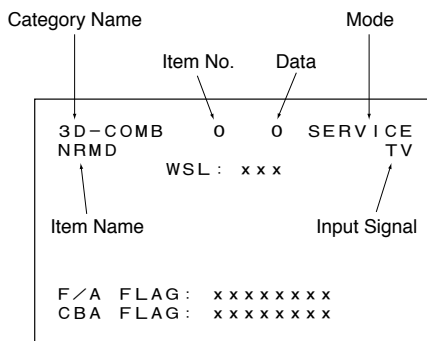 Category Name Mode
Item No. Data
3D-COMB 0 0 SERVICE
NRMD TV
WSL: xxx
Item Name Input Signal
F/A FLAG: xxxxxxxx
CBA FLAG: xxxxxxxx